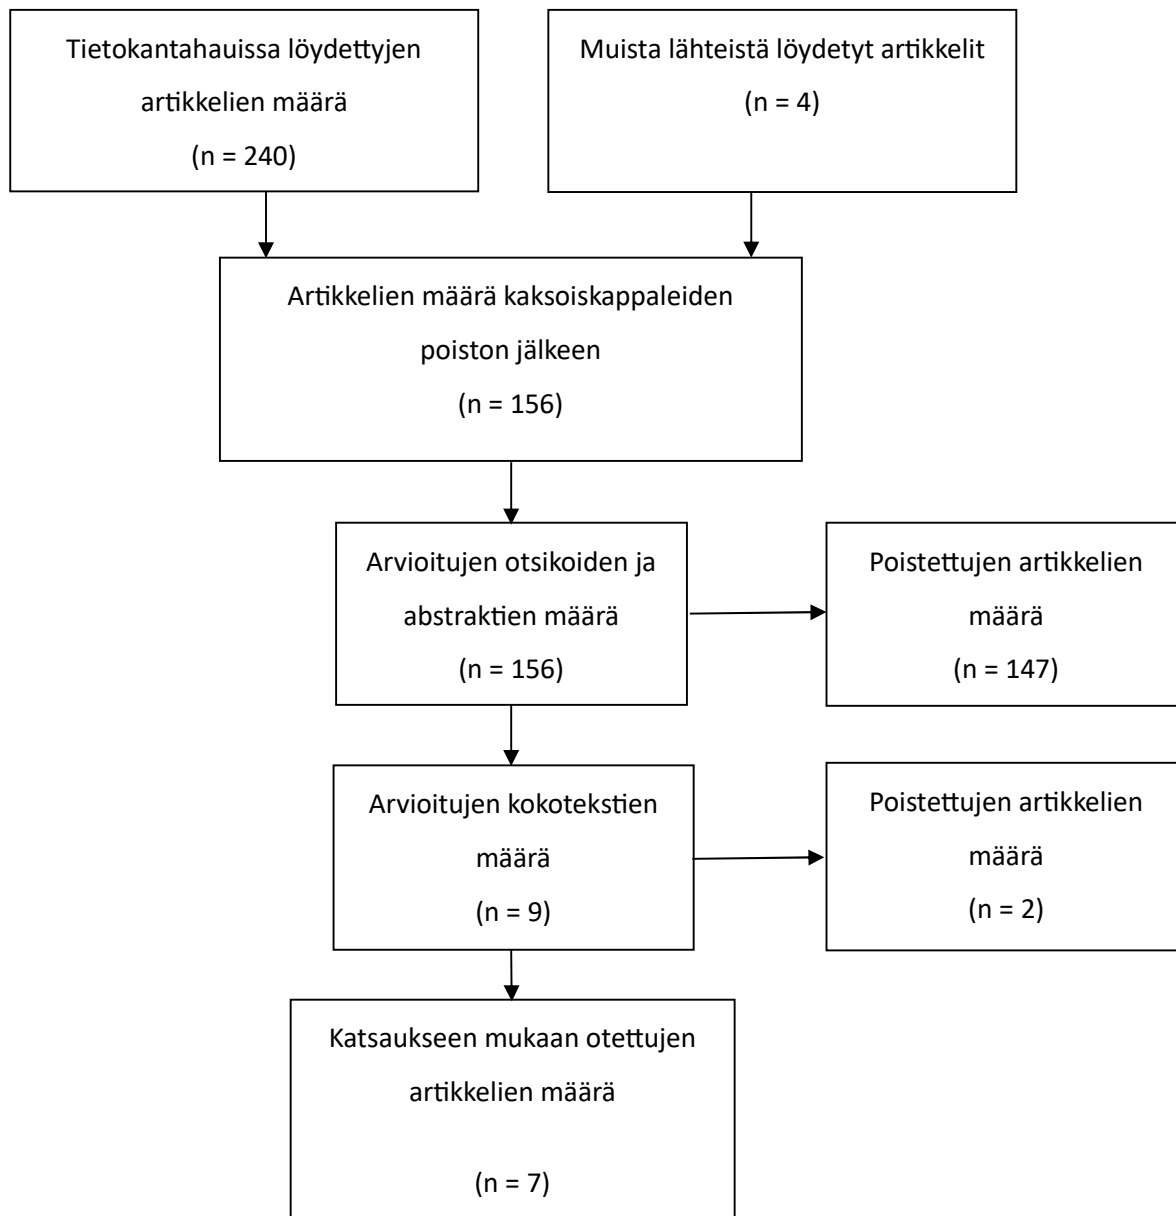 Tietokantahauissa löydettyjen
artikkelien määrä
(n = 240)
Muista lähteistä löydetyt artikkelit
(n = 4)
Artikkelien määrä kaksoiskappaleiden
poiston jälkeen
(n = 156)
Arvioitujen otsikoiden ja
abstraktien määrä
(n = 156)
Poistettujen artikkelien
määrä
(n = 147)
Arvioitujen kokotekstien
määrä
(n = 9)
Poistettujen artikkelien
määrä
(n = 2)
Katsaukseen mukaan otettujen
artikkelien määrä
(n = 7)